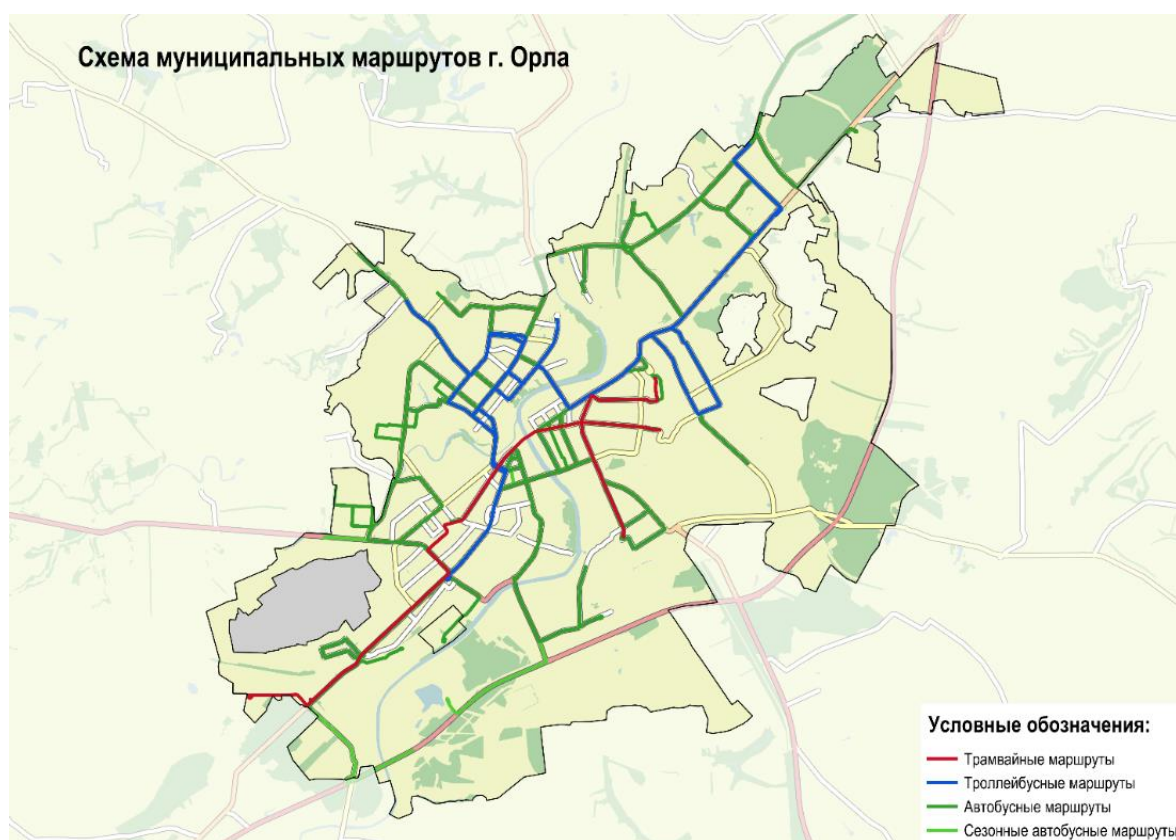 Схема муниципальных маршрутов г. Орла
Условные обозначения:
Трамвайные маршруты
Троллейбусные маршруты
Автобусные маршруты
Сезонные автобусные маршруты